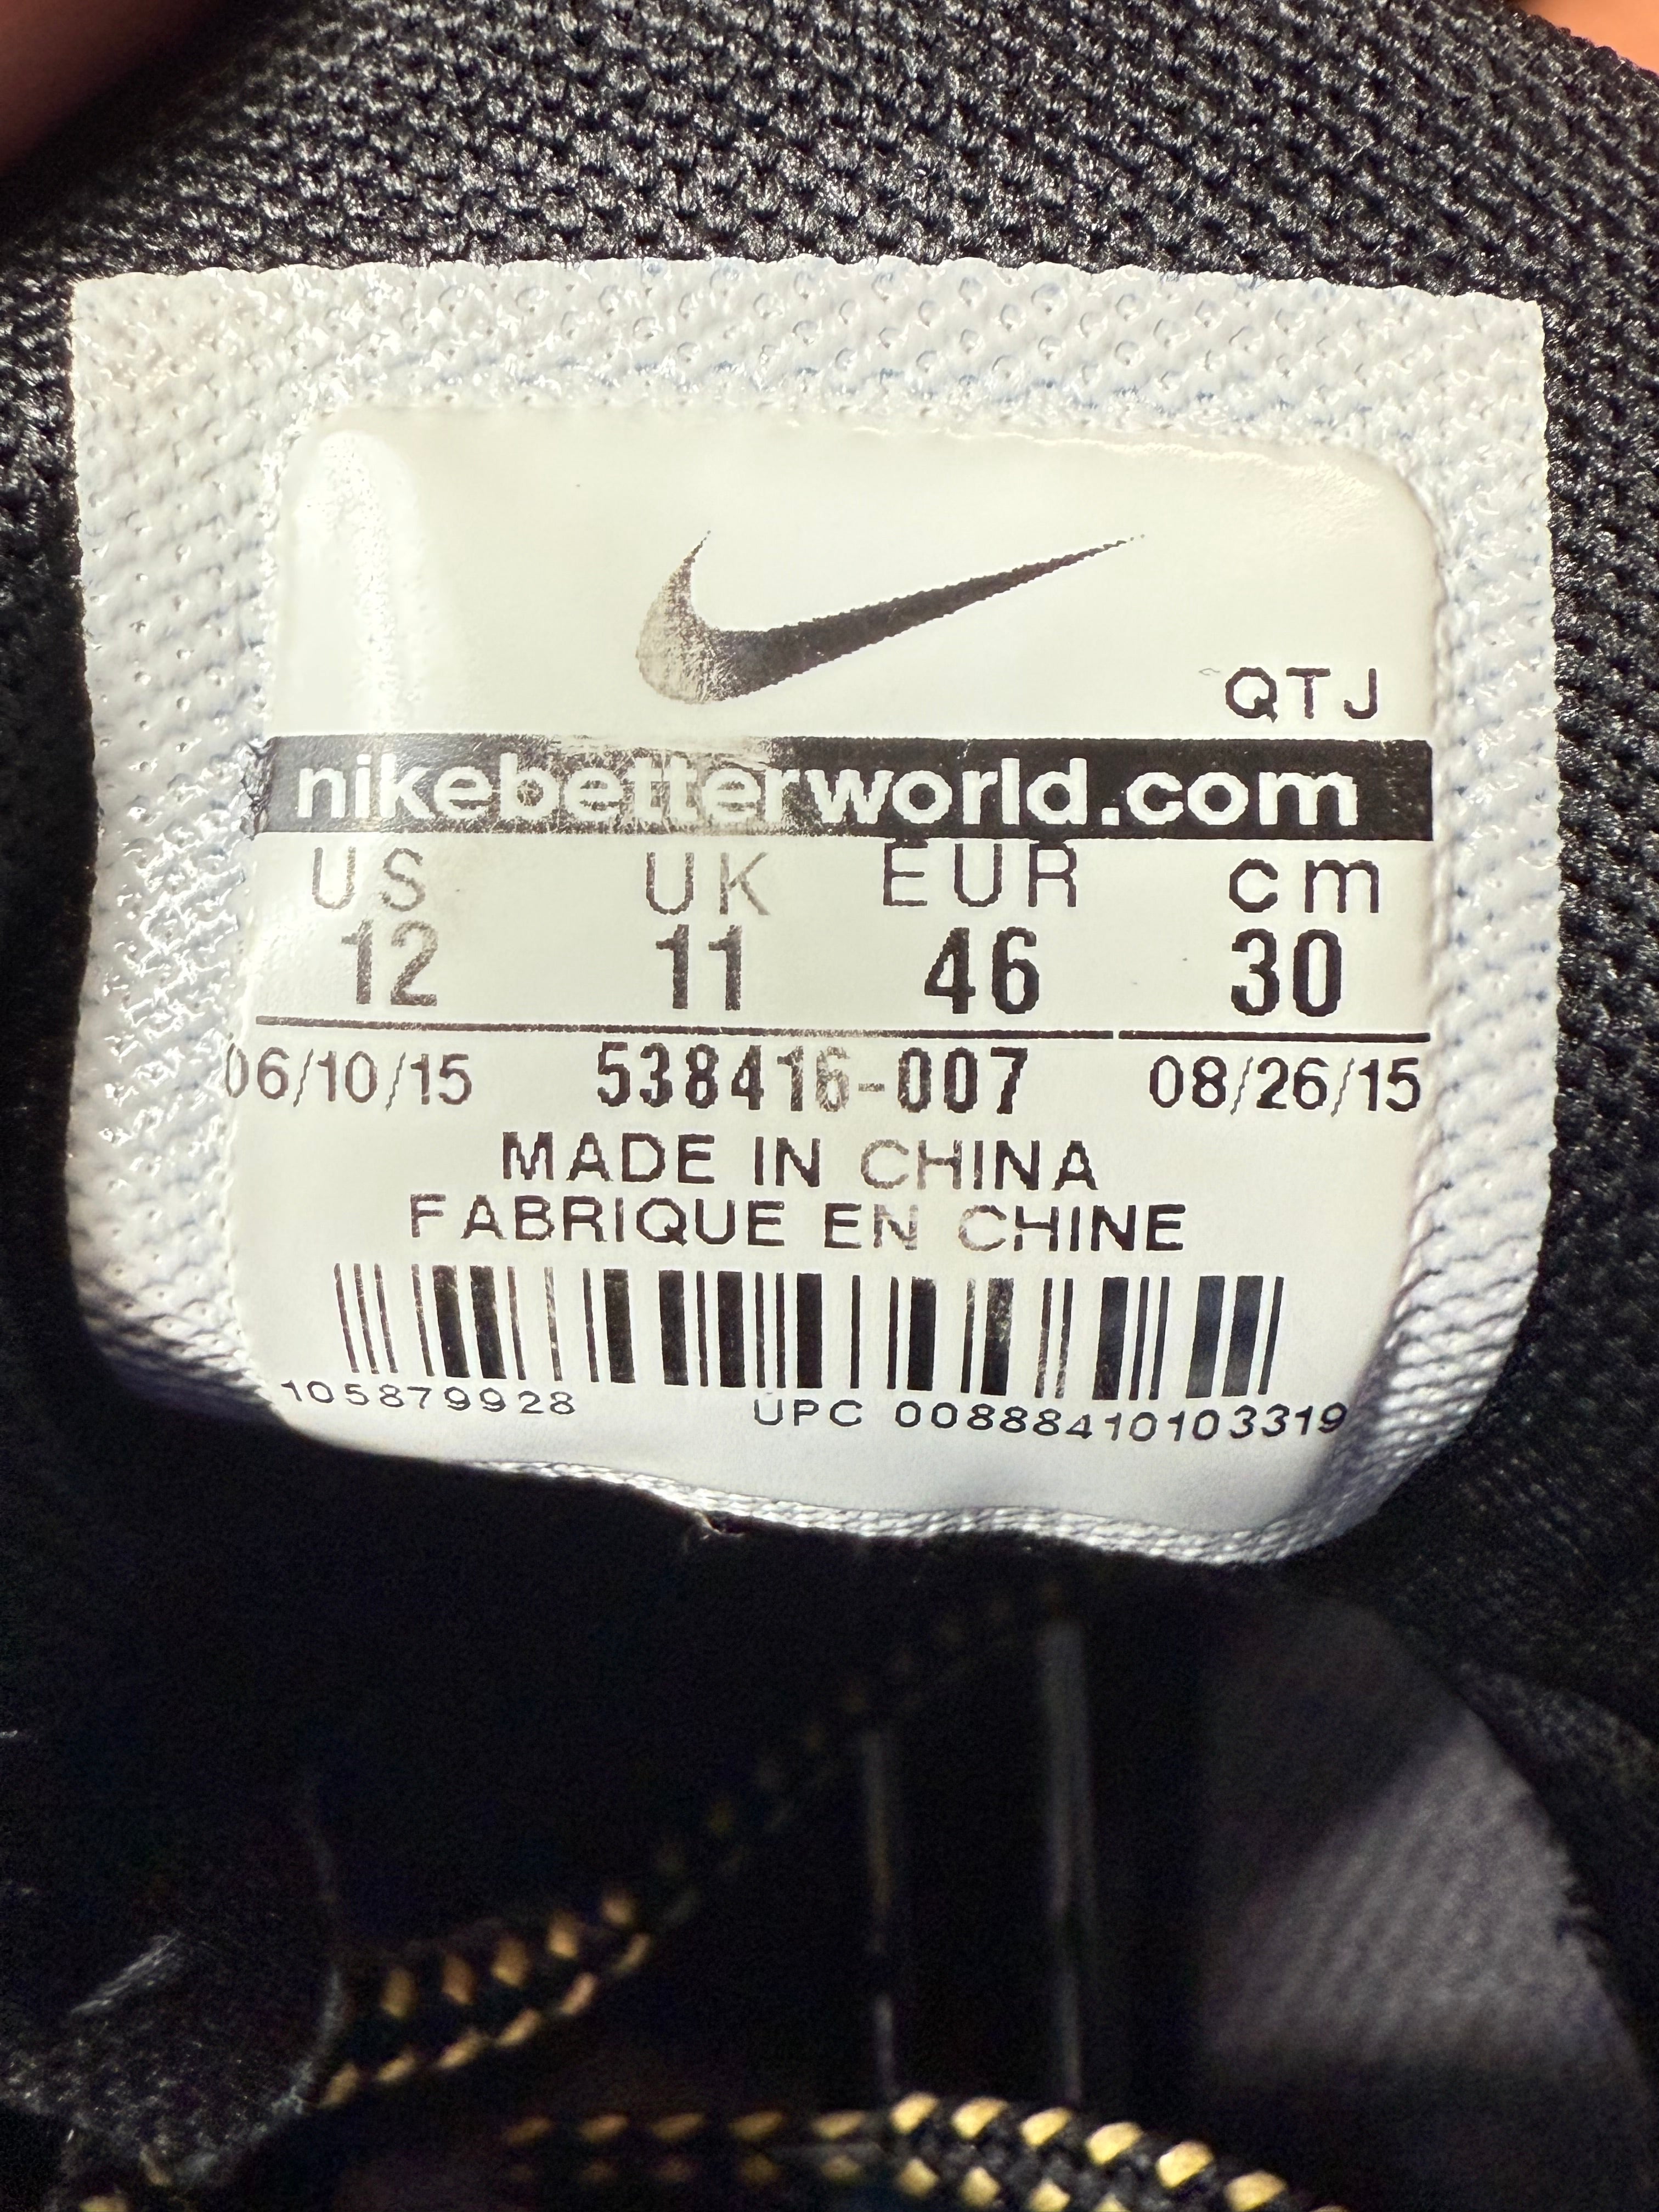 QTJ
nikebetterworld.com
US UK EUR cm
12 11 46 30
06/10/15 538416-007 08/26/15
MADE IN CHINA
FABRIQUE EN CHINE
105879928 UPC 00888410103319